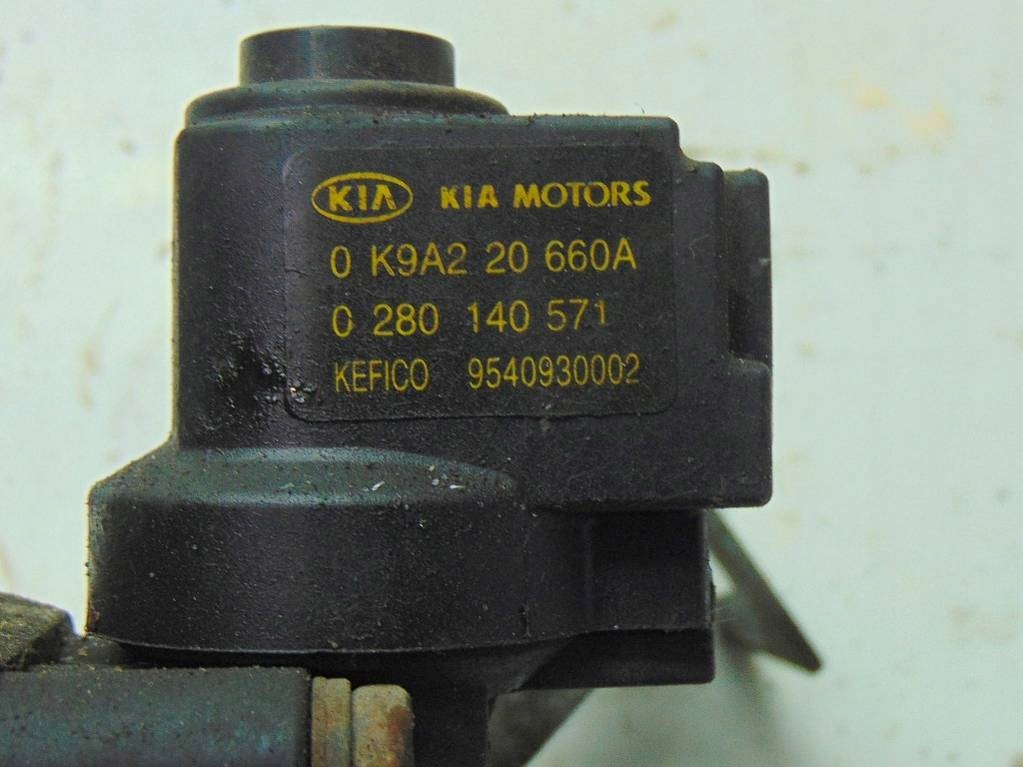 KIA KIA MOTORS
0 K9A2 20 660A
0 280 140 571
KEFICO 9540930002